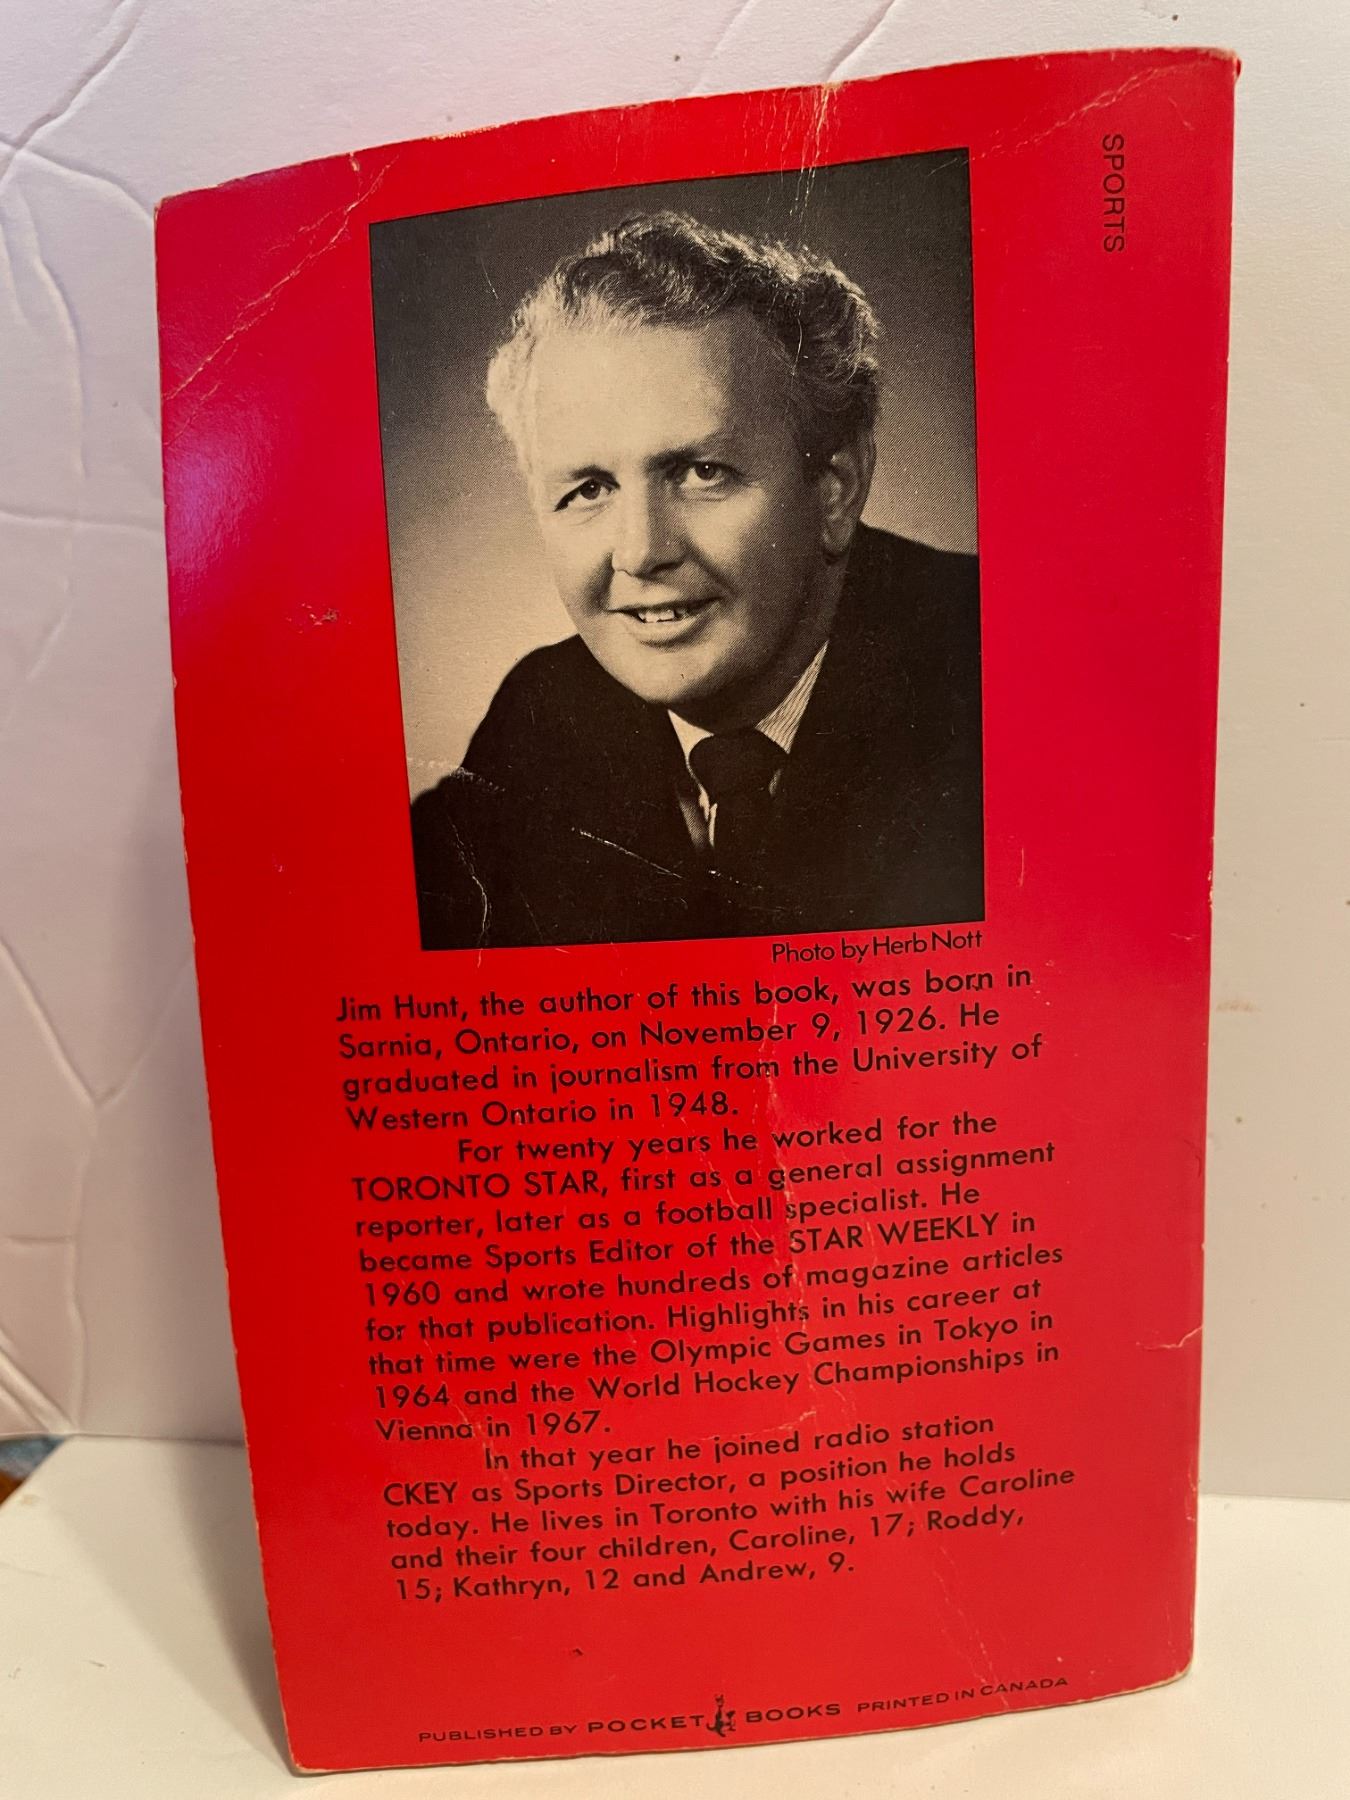 SPORTS
Photo by Herb Nott
Jim Hunt, the author of this book, was born in
Sarnia, Ontario, on November 9, 1926. He
graduated in journalism from the University of
Western Ontario in 1948.
For twenty years he worked for the
TORONTO STAR, first as a general assignment
reporter, later as a football specialist. He
became Sports Editor of the STAR WEEKLY in
1960 and wrote hundreds of magazine articles
for that publication. Highlights in his career at
that time were the Olympic Games in Tokyo in
1964 and the World Hockey Championships in
Vienna in 1967.
In that year he joined radio station
CKEY as Sports Director, a position he holds
today. He lives in Toronto with his wife Caroline
and their four children, Caroline, 17; Roddy,
15; Kathryn, 12 and Andrew, 9.
PUBLISHED BY POCKET BOOKS PRINTED IN CANADA